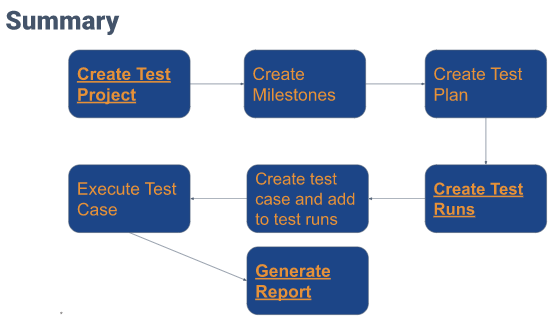 Summary
Create Test
Project
Create
Milestones
Create Test
Plan
Create Test
Runs
Create test
case and add
to test runs
Execute Test
Case
Generate
Report